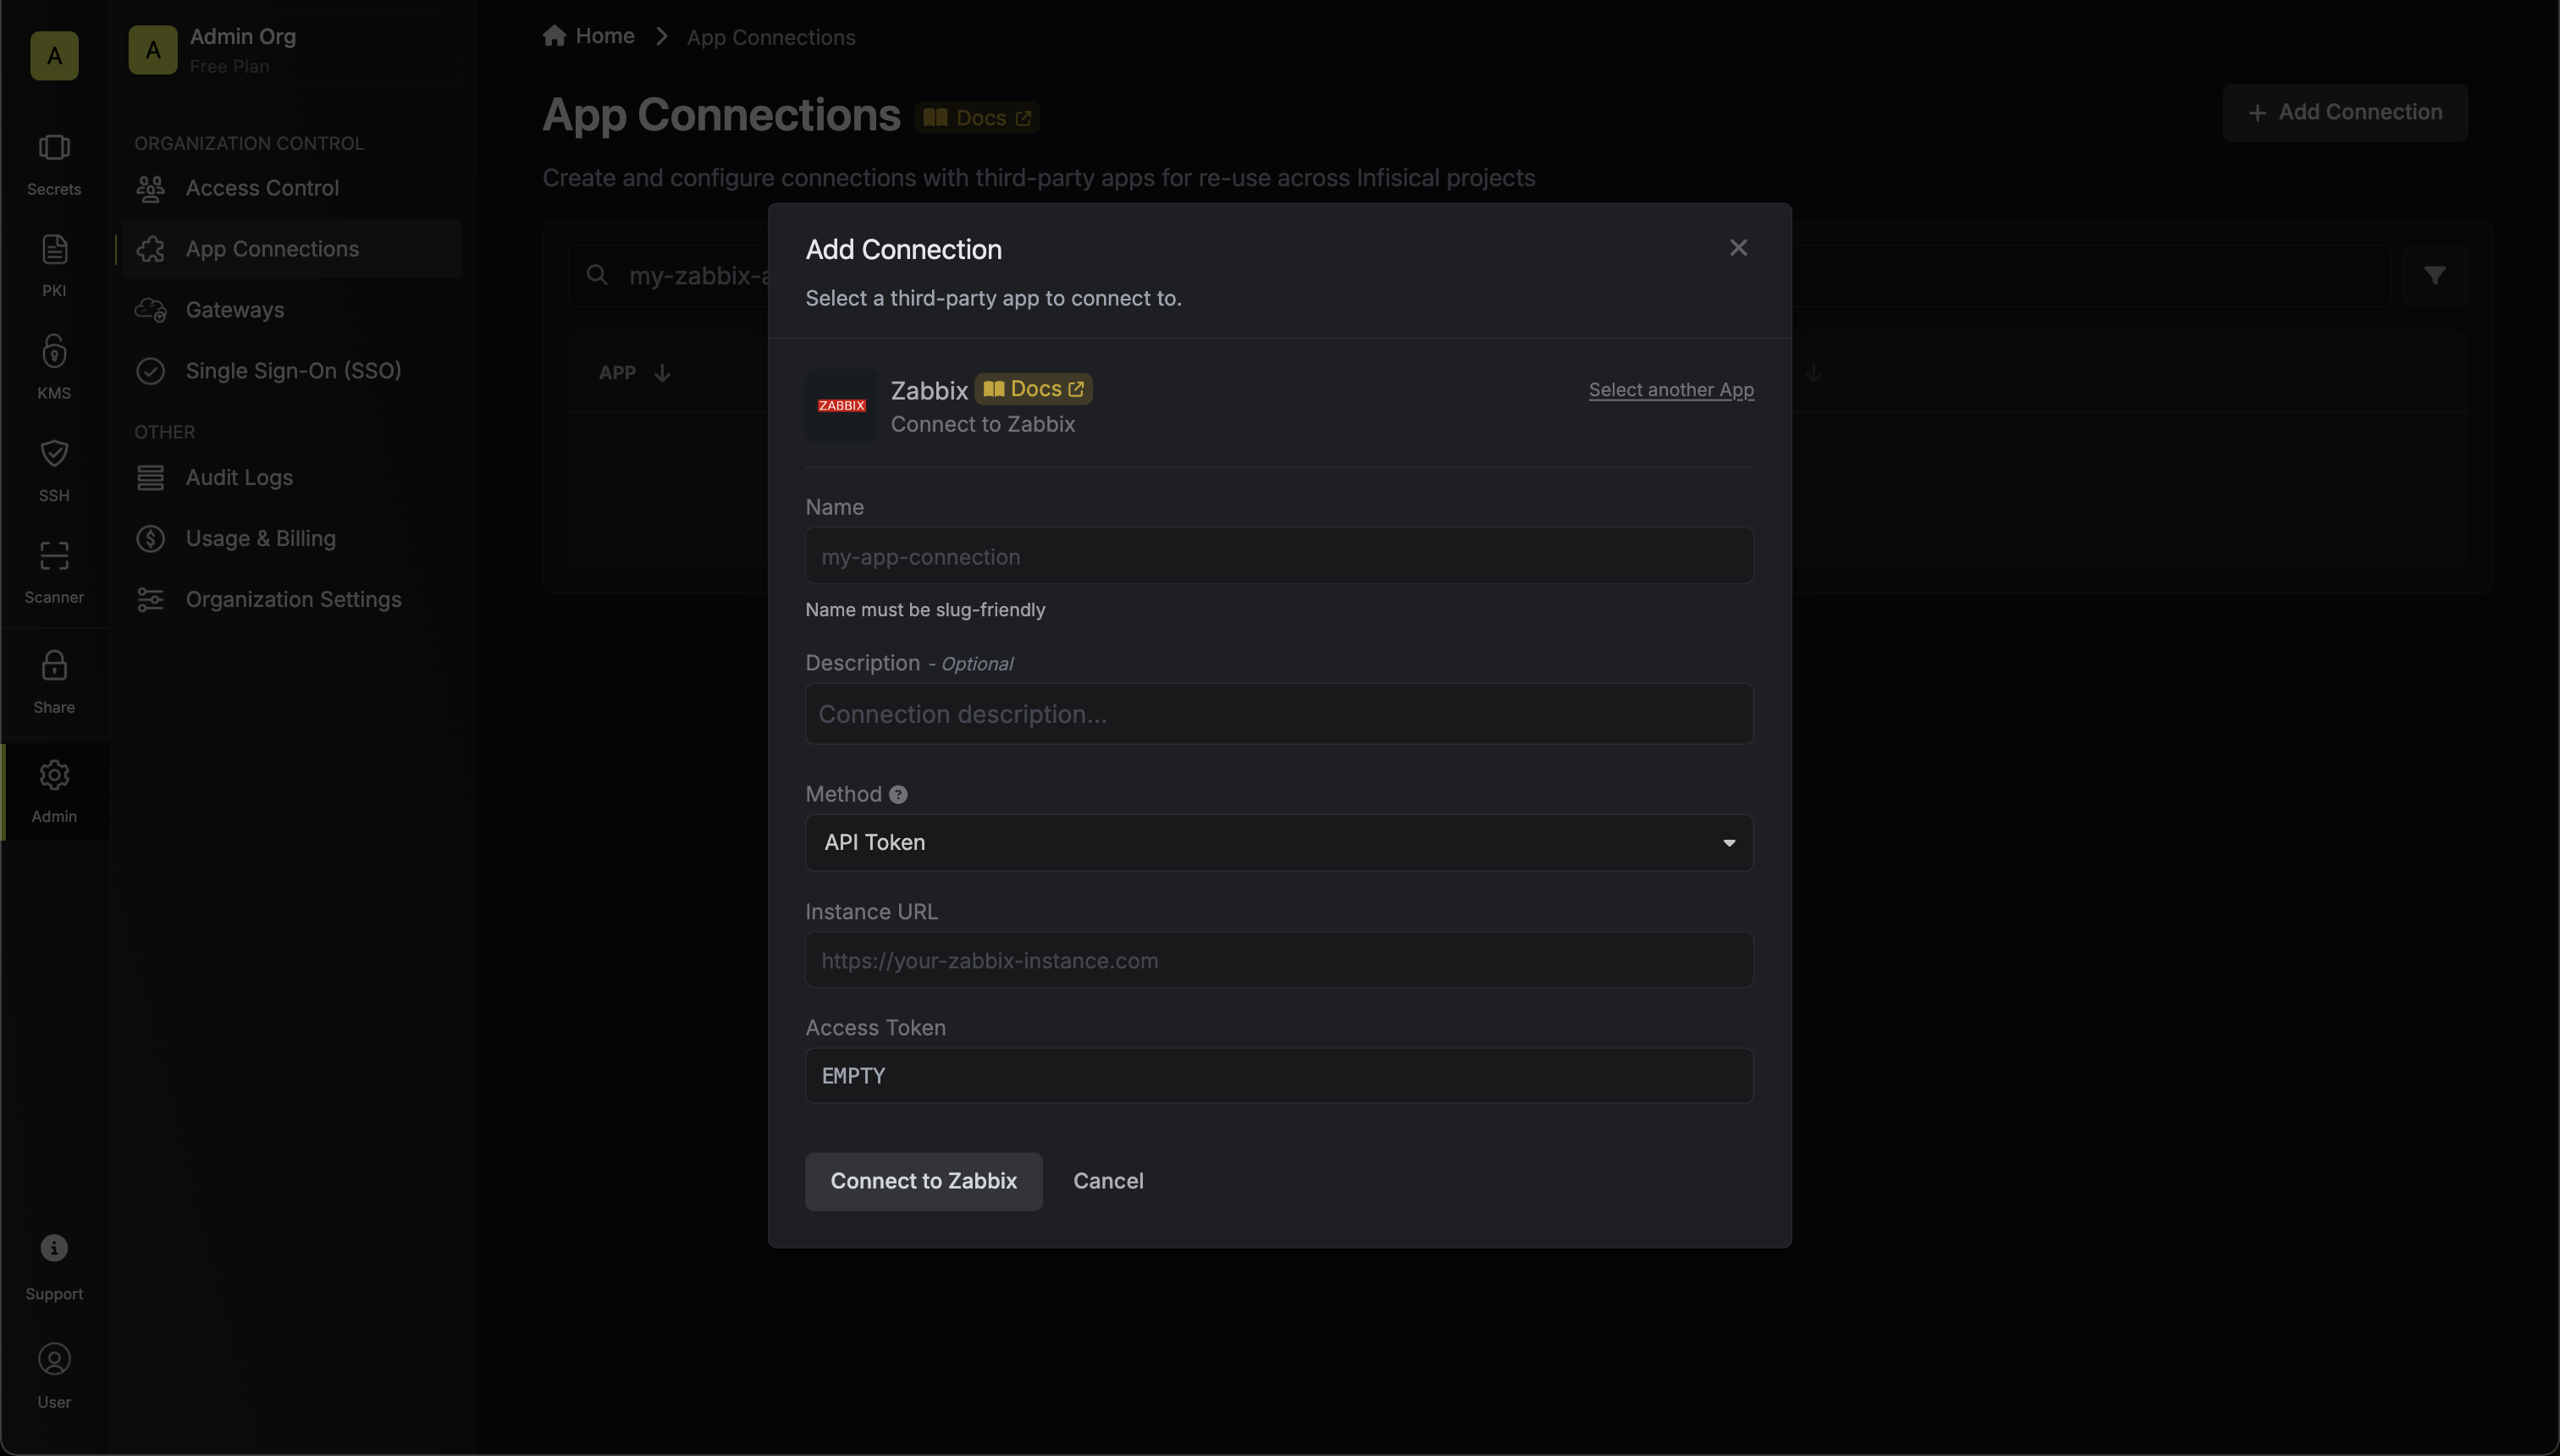 A
Secrets
PKI
KMS
SSH
Scanner
Share
Admin
Support
User
A
Admin Org
Free Plan
ORGANIZATION CONTROL
Access Control
App Connections
Gateways
Single Sign-On (SSO)
OTHER
Audit Logs
Usage & Billing
Organization Settings
Home
App Connections
App Connections
Docs
Add Connection
Create and configure connections with third-party apps for re-use across Infisical projects
my-zabbix-a
APP
Add Connection
Select a third-party app to connect to.
ZABBIX
Zabbix
Docs
Select another App
Connect to Zabbix
Name
my-app-connection
Name must be slug-friendly
Description - Optional
Connection description...
Method
API Token
Instance URL
https://your-zabbix-instance.com
Access Token
EMPTY
Connect to Zabbix
Cancel